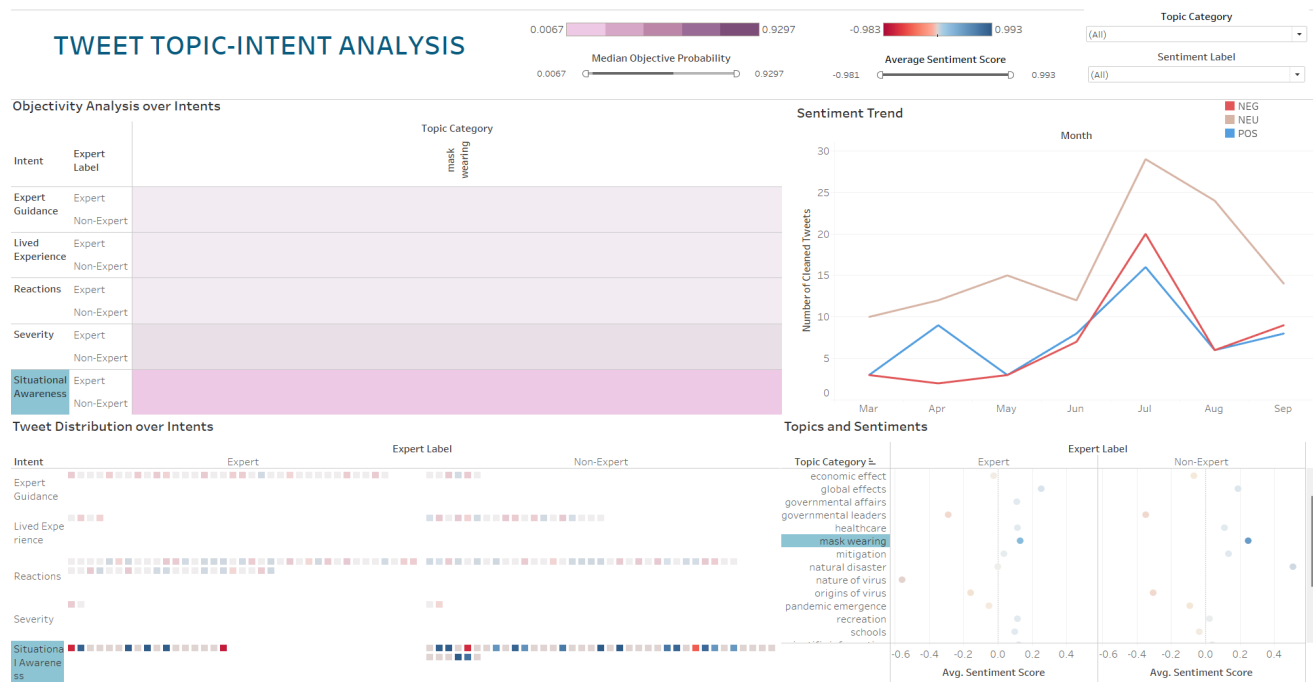 TWEET TOPIC-INTENT ANALYSIS
0.0067
0.9297
Median Objective Probability
0.0067
0.9297
-0.983
0.993
Average Sentiment Score
-0.981
0.993
Topic Category
(All)
Sentiment Label
(All)
Objectivity Analysis over Intents
Topic Category
Intent
Expert
Label
mask
wearing
Expert
Guidance
Expert
Non-Expert
Lived
Experience
Expert
Non-Expert
Reactions
Expert
Non-Expert
Severity
Expert
Non-Expert
Situational
Awareness
Expert
Non-Expert
Sentiment Trend
NEG
NEU
POS
Month
Number of Cleaned Tweets
30
25
20
15
10
5
0
Mar
Apr
May
Jun
Jul
Aug
Sep
Tweet Distribution over Intents
Expert Label
Intent
Expert
Non-Expert
Expert
Guidance
Lived Expe
rience
Reactions
Severity
Situationa
l Awarene
ss
Topics and Sentiments
Expert Label
Topic Category
Expert
Non-Expert
economic effect
global effects
governmental affairs
governmental leaders
healthcare
mask wearing
mitigation
natural disaster
nature of virus
origins of virus
pandemic emergence
recreation
schools
-0.6 -0.4 -0.2 0.0 0.2 0.4
-0.6 -0.4 -0.2 0.0 0.2 0.4
Avg. Sentiment Score
Avg. Sentiment Score